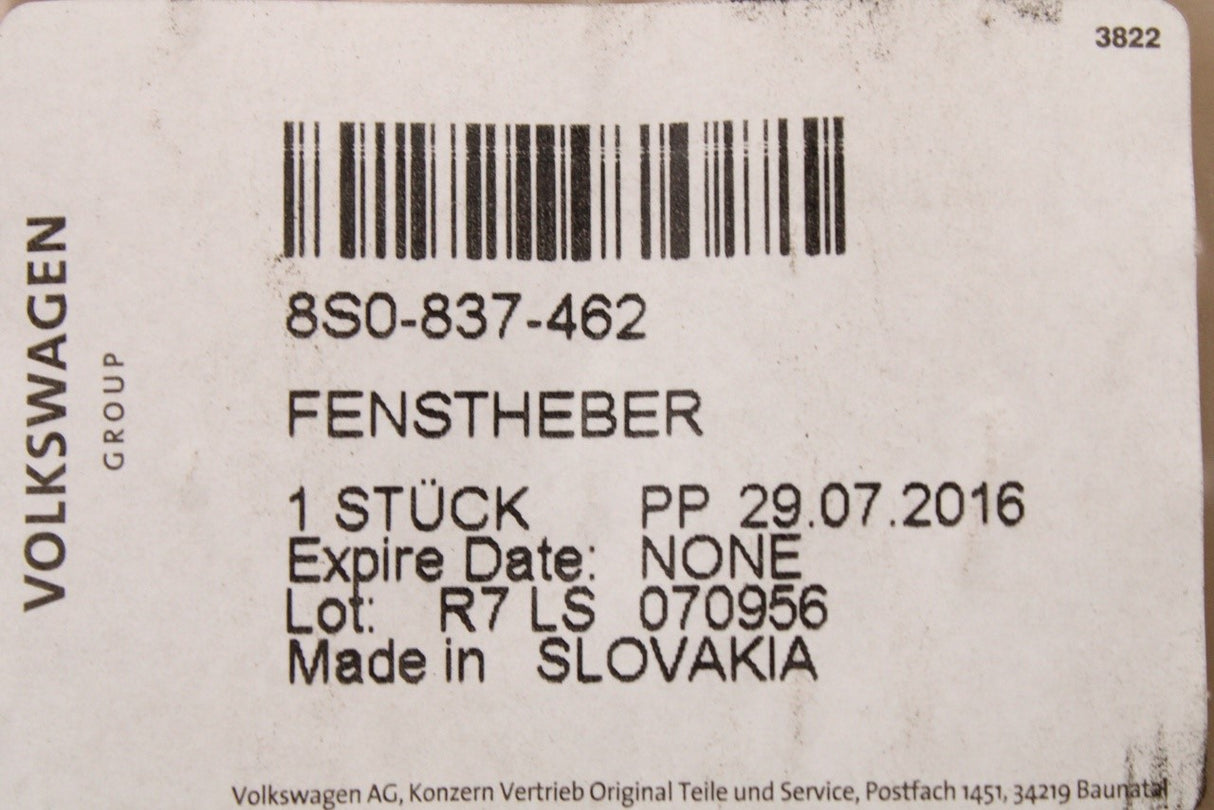 3822
VOLKSWAGEN
GROUP
8S0-837-462
FENSTHEBER
1 STÜCK PP 29.07.2016
Expire Date: NONE
Lot: R7 LS 070956
Made in SLOVAKIA
Volkswagen AG, Konzern Vertrieb Original Teile und Service, Postfach 1451, 34219 Baunatal